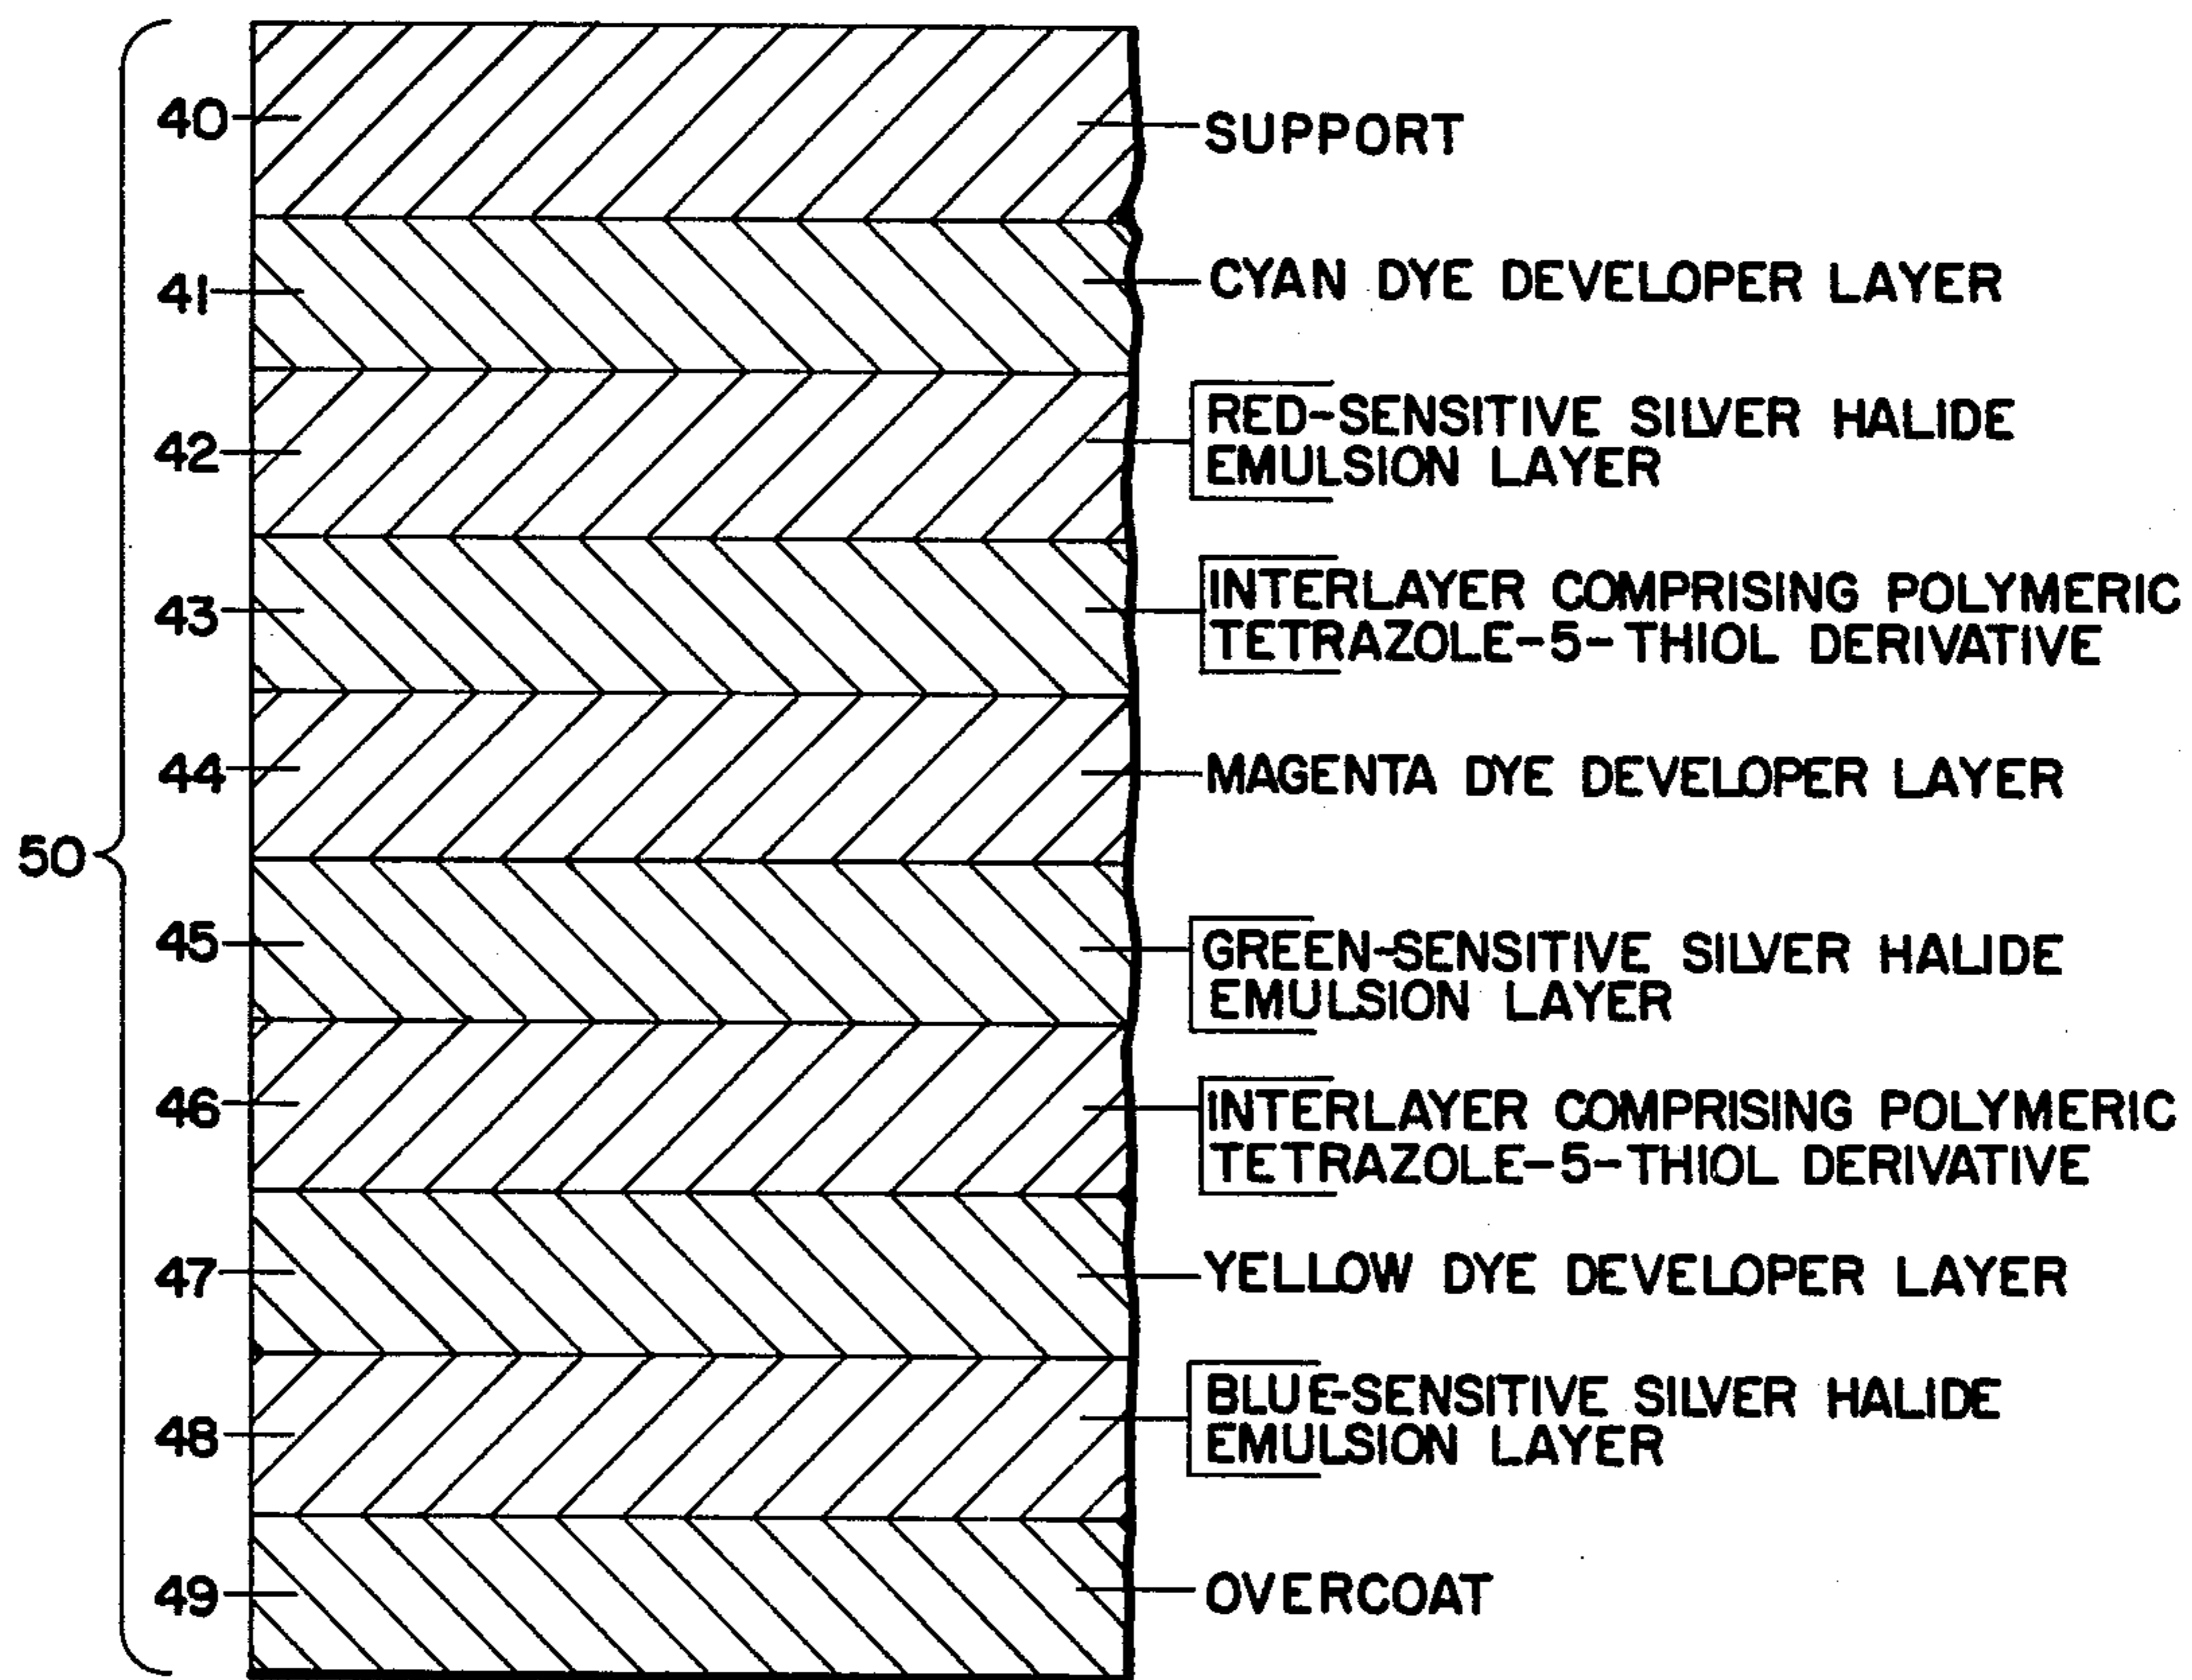 40
SUPPORT
41
CYAN DYE DEVELOPER LAYER
42
RED-SENSITIVE SILVER HALIDE
EMULSION LAYER
43
INTERLAYER COMPRISING POLYMERIC
TETRAZOLE-5-THIOL DERIVATIVE
44
MAGENTA DYE DEVELOPER LAYER
50
45
GREEN-SENSITIVE SILVER HALIDE
EMULSION LAYER
46
INTERLAYER COMPRISING POLYMERIC
TETRAZOLE-5-THIOL DERIVATIVE
47
YELLOW DYE DEVELOPER LAYER
48
BLUE-SENSITIVE SILVER HALIDE
EMULSION LAYER
49
OVERCOAT